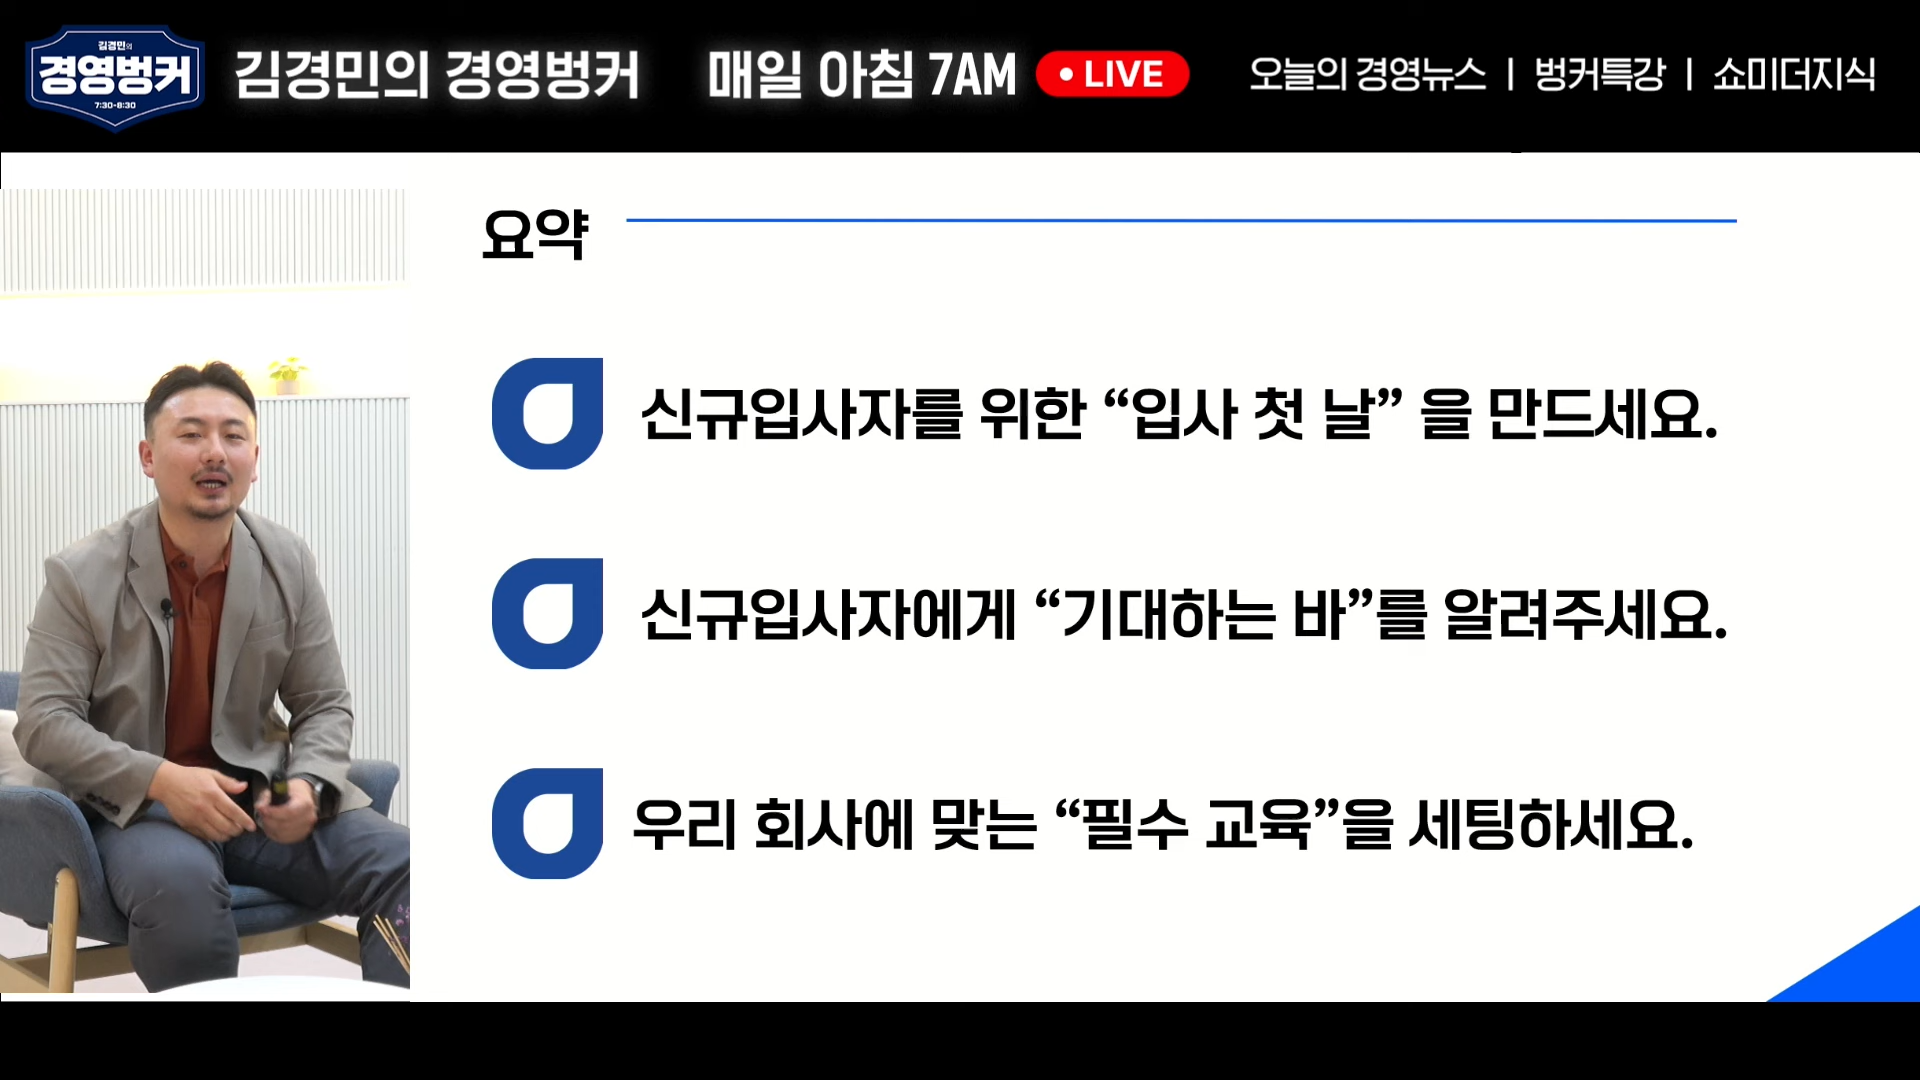 김경민의
경영벙커
7:30-8:30
김경민의 경영벙커 매일 아침 7AM • LIVE 오늘의 경영뉴스 | 벙커특강 | 쇼미더지식
요약
신규입사자를 위한 “입사 첫 날” 을 만드세요.
신규입사자에게 “기대하는 바”를 알려주세요.
우리 회사에 맞는 “필수 교육”을 세팅하세요.